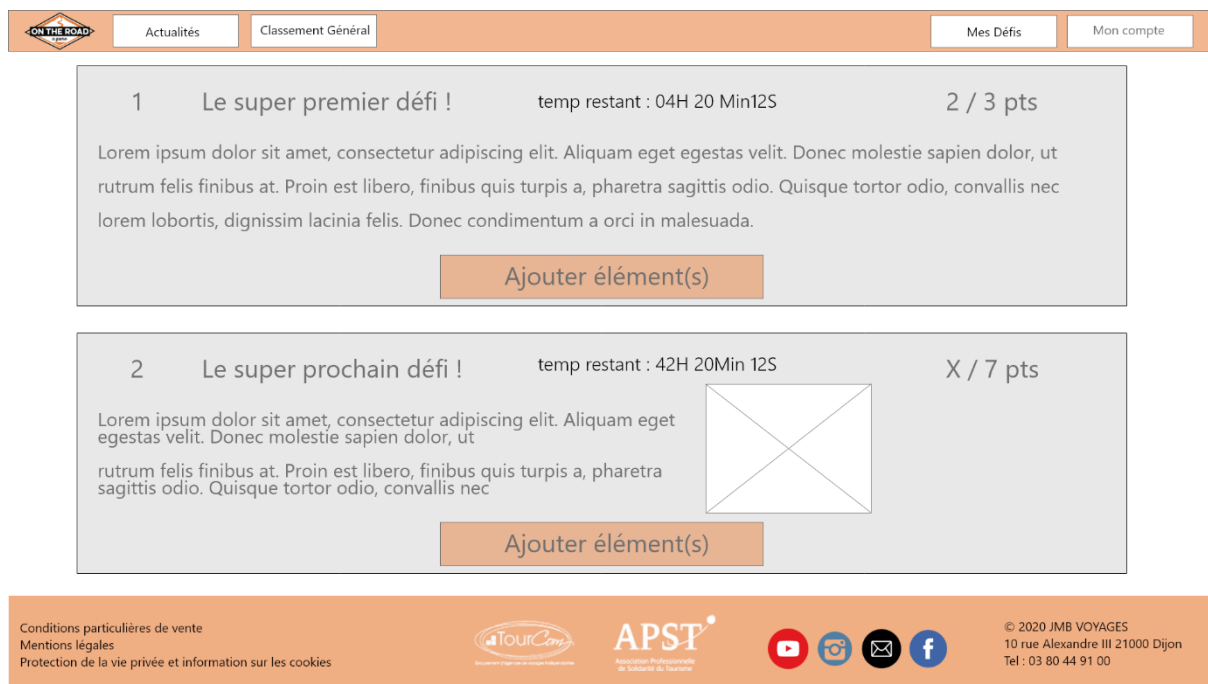 ON THE ROAD
a game
Actualités
Classement Général
Mes Défis
Mon compte
1
Le super premier défi !
temp restant : 04H 20 Min12S
2 / 3 pts
Lorem ipsum dolor sit amet, consectetur adipiscing elit. Aliquam eget egestas velit. Donec molestie sapien dolor, ut
rutrum felis finibus at. Proin est libero, finibus quis turpis a, pharetra sagittis odio. Quisque tortor odio, convallis nec
lorem lobortis, dignissim lacinia felis. Donec condimentum a orci in malesuada.
Ajouter élément(s)
2
Le super prochain défi !
temp restant : 42H 20Min 12S
X / 7 pts
Lorem ipsum dolor sit amet, consectetur adipiscing elit. Aliquam eget
egestas velit. Donec molestie sapien dolor, ut
rutrum felis finibus at. Proin est libero, finibus quis turpis a, pharetra
sagittis odio. Quisque tortor odio, convallis nec
Ajouter élément(s)
Conditions particulières de vente
Mentions légales
Protection de la vie privée et information sur les cookies
TourCom
APST
Association Professionnelle
de Solidarité du Tourisme
© 2020 JMB VOYAGES
10 rue Alexandre III 21000 Dijon
Tel : 03 80 44 91 00